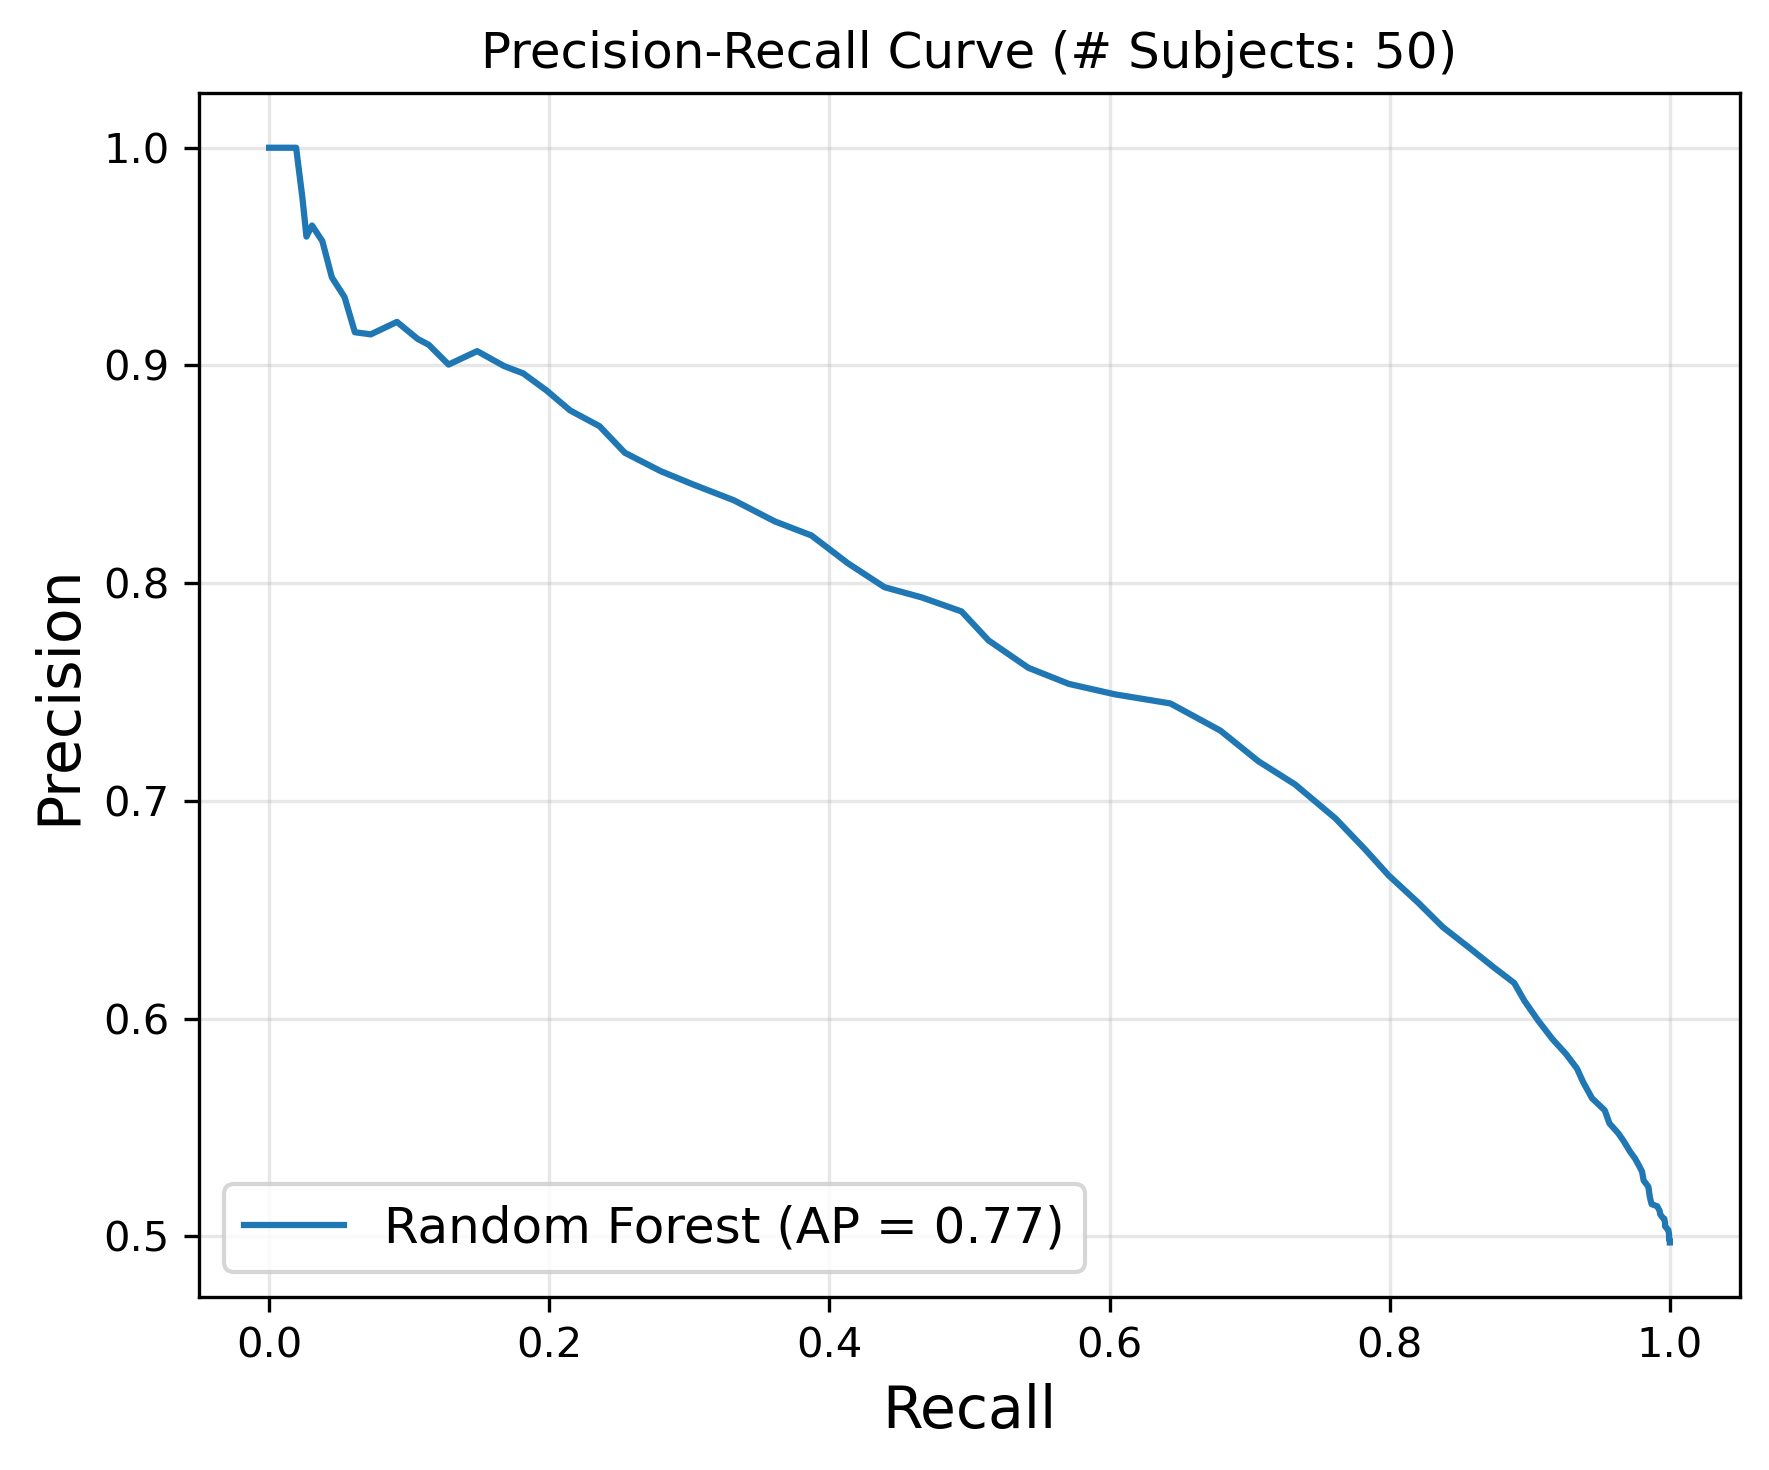 Precision-Recall Curve (# Subjects: 50)
1.0
0.9
0.8
0.7
0.6
0.5
Precision
Random Forest (AP = 0.77)
0.0 0.2 0.4 0.6 0.8 1.0
Recall